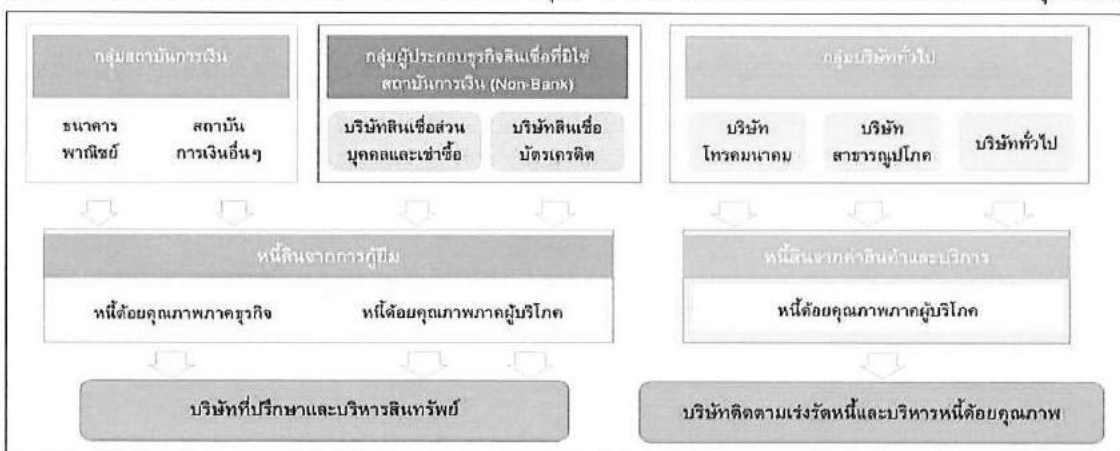 กลุ่มสถาบันการเงิน
ธนาคาร
พาณิชย์
สถาบัน
การเงินอื่นๆ
กลุ่มผู้ประกอบธุรกิจสินเชื่อที่มิใช่
สถาบันการเงิน (Non-Bank)
บริษัทสินเชื่อส่วน
บุคคลและเช่าซื้อ
บริษัทสินเชื่อ
บัตรเครดิต
กลุ่มบริษัททั่วไป
บริษัท
โทรคมนาคม
บริษัท
สาธารณูปโภค
บริษัททั่วไป
หนี้สินจากการกู้ยืม
หนี้ด้อยคุณภาพภาคธุรกิจ
หนี้ด้อยคุณภาพภาคผู้บริโภค
หนี้สินจากค่าสินค้าและบริการ
หนี้ด้อยคุณภาพภาคผู้บริโภค
บริษัทที่ปรึกษาและบริหารสินทรัพย์
บริษัทติดตามเร่งรัดหนี้และบริหารหนี้ด้อยคุณภาพ